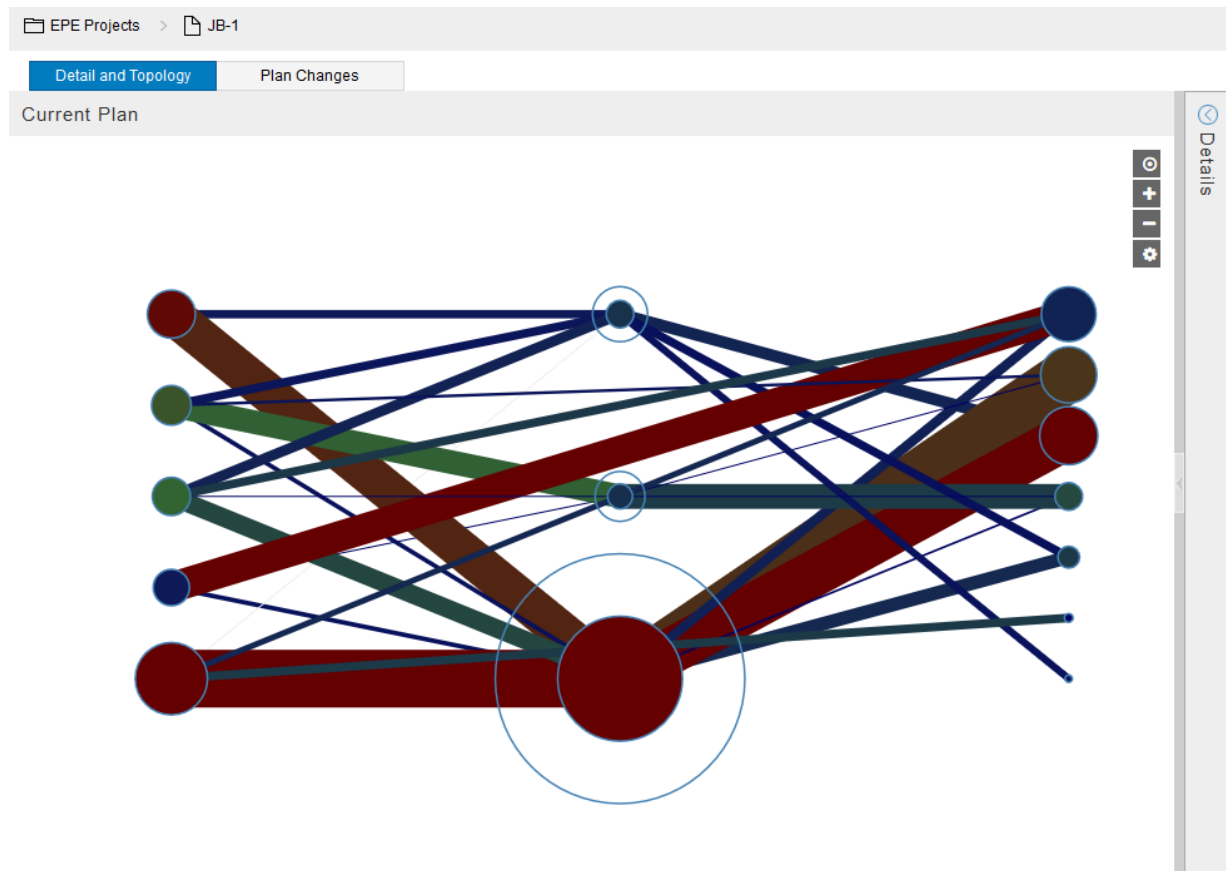 EPE Projects > JB-1
Detail and Topology
Plan Changes
Current Plan
Details